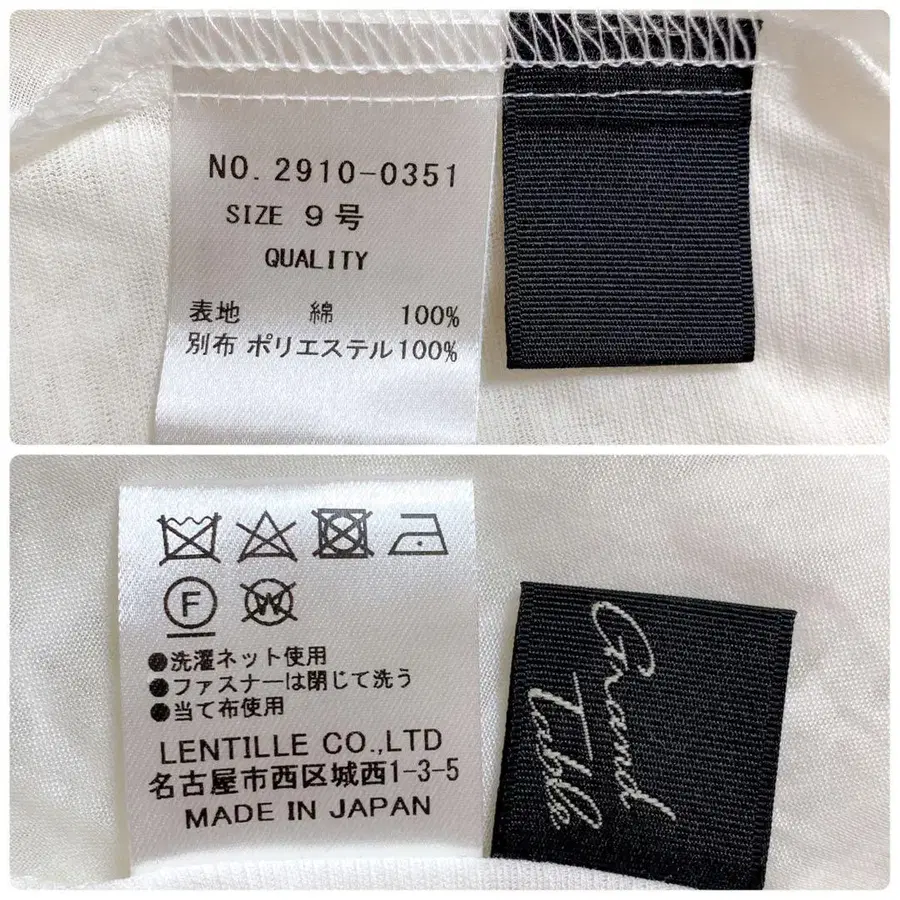 NO. 2910-0351
SIZE 9号
QUALITY
表地 綿 100%
別布 ポリエステル100%
F W
●洗濯ネット使用
●ファスナーは閉じて洗う
●当て布使用
LENTILLE CO.,LTD
名古屋市西区城西1-3-5
MADE IN JAPAN
Grand
Table